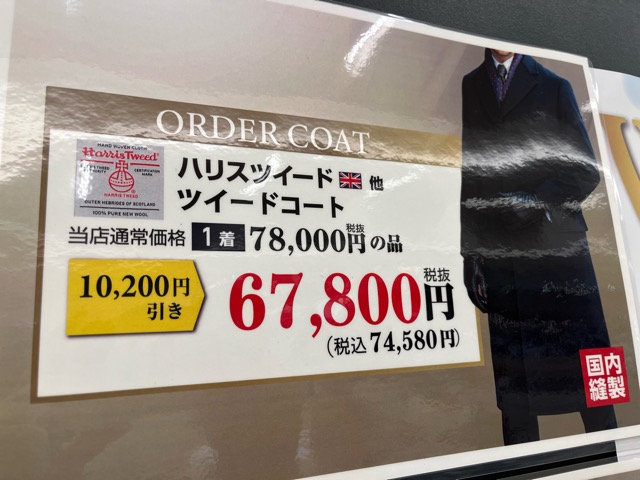 ORDER COAT
HAND WOVEN CLOTH
Harris Tweed
CERTIFICATION
MARK
HARRIS TWEED
OUTER HEBRIDES OF SCOTLAND
100% PURE NEW WOOL
ハリスツイード 他
ツイードコート
当店通常価格 1着 78,000円税抜の品
10,200円
引き
67,800円税抜
(税込 74,580円)
国内
縫製